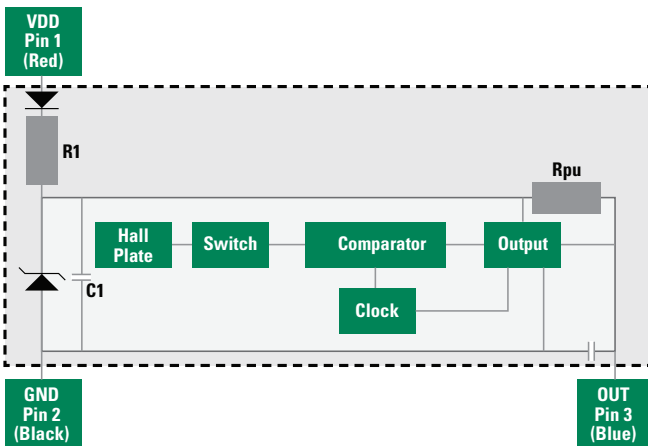 VDD
Pin 1
(Red)
R1
Rpu
Hall
Plate
Switch
Comparator
Output
C1
Clock
GND
Pin 2
(Black)
OUT
Pin 3
(Blue)